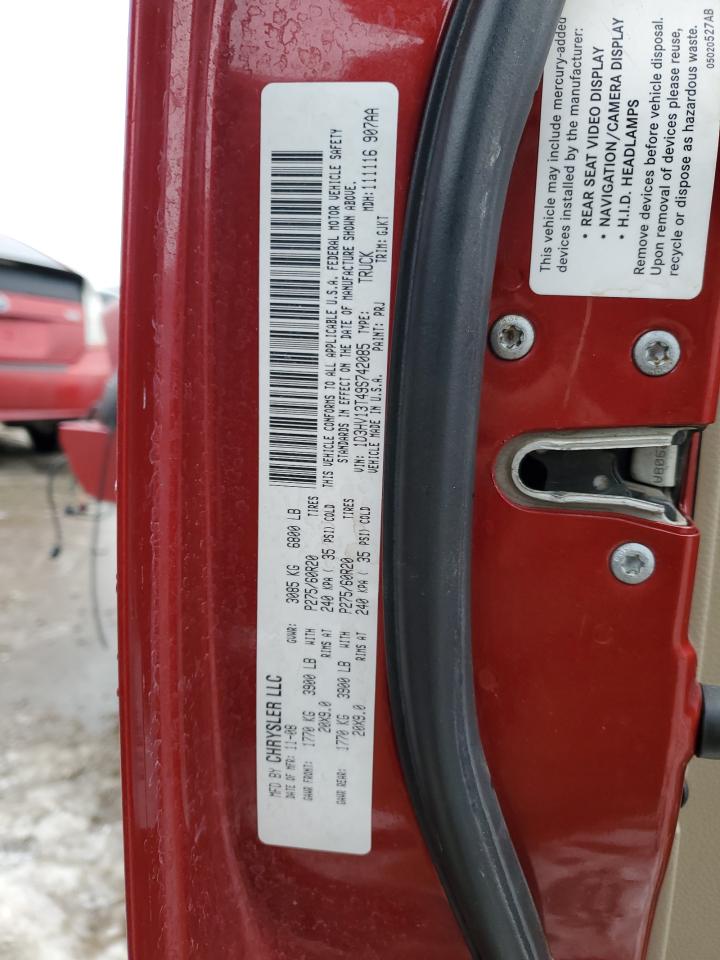 MFD BY CHRYSLER LLC
DATE OF MFR: 11-08 GVWR: 3085 KG 6800 LB
GAWR FRONT: 1770 KG 3900 LB WITH P275/60R20 TIRES
20X9.0 RIMS AT 240 KPA ( 35 PSI) COLD
GAWR REAR: 1770 KG 3900 LB WITH P275/60R20 TIRES
20X9.0 RIMS AT 240 KPA ( 35 PSI) COLD
THIS VEHICLE CONFORMS TO ALL APPLICABLE U.S.A. FEDERAL MOTOR VEHICLE SAFETY
STANDARDS IN EFFECT ON THE DATE OF MANUFACTURE SHOWN ABOVE.
VIN: 1D3HV13T49S742085 TYPE: TRUCK MDH: 111116 907AA
VEHICLE MADE IN U.S.A. PAINT: PRJ TRIM: GJKT
This vehicle may include mercury-added
devices installed by the manufacturer:
• REAR SEAT VIDEO DISPLAY
• NAVIGATION/CAMERA DISPLAY
• H.I.D. HEADLAMPS
Remove devices before vehicle disposal.
Upon removal of devices please reuse,
recycle or dispose as hazardous waste.
05020527AB